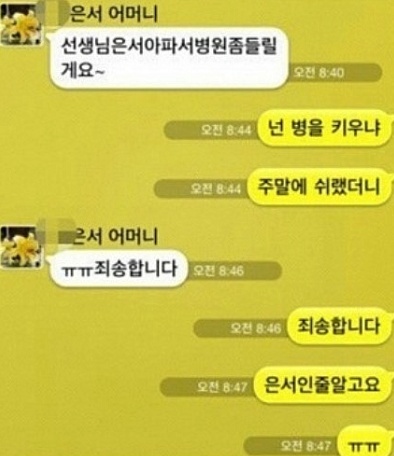 은서 어머니
선생님은서아파서병원좀들릴
게요~
오전 8:40
오전 8:44 넌 병을 키우냐
오전 8:44 주말에 쉬랬더니
은서 어머니
ㅠㅠ죄송합니다 오전 8:46
오전 8:46 죄송합니다
오전 8:47 은서인줄알고요
오전 8:47 ㅠㅠ